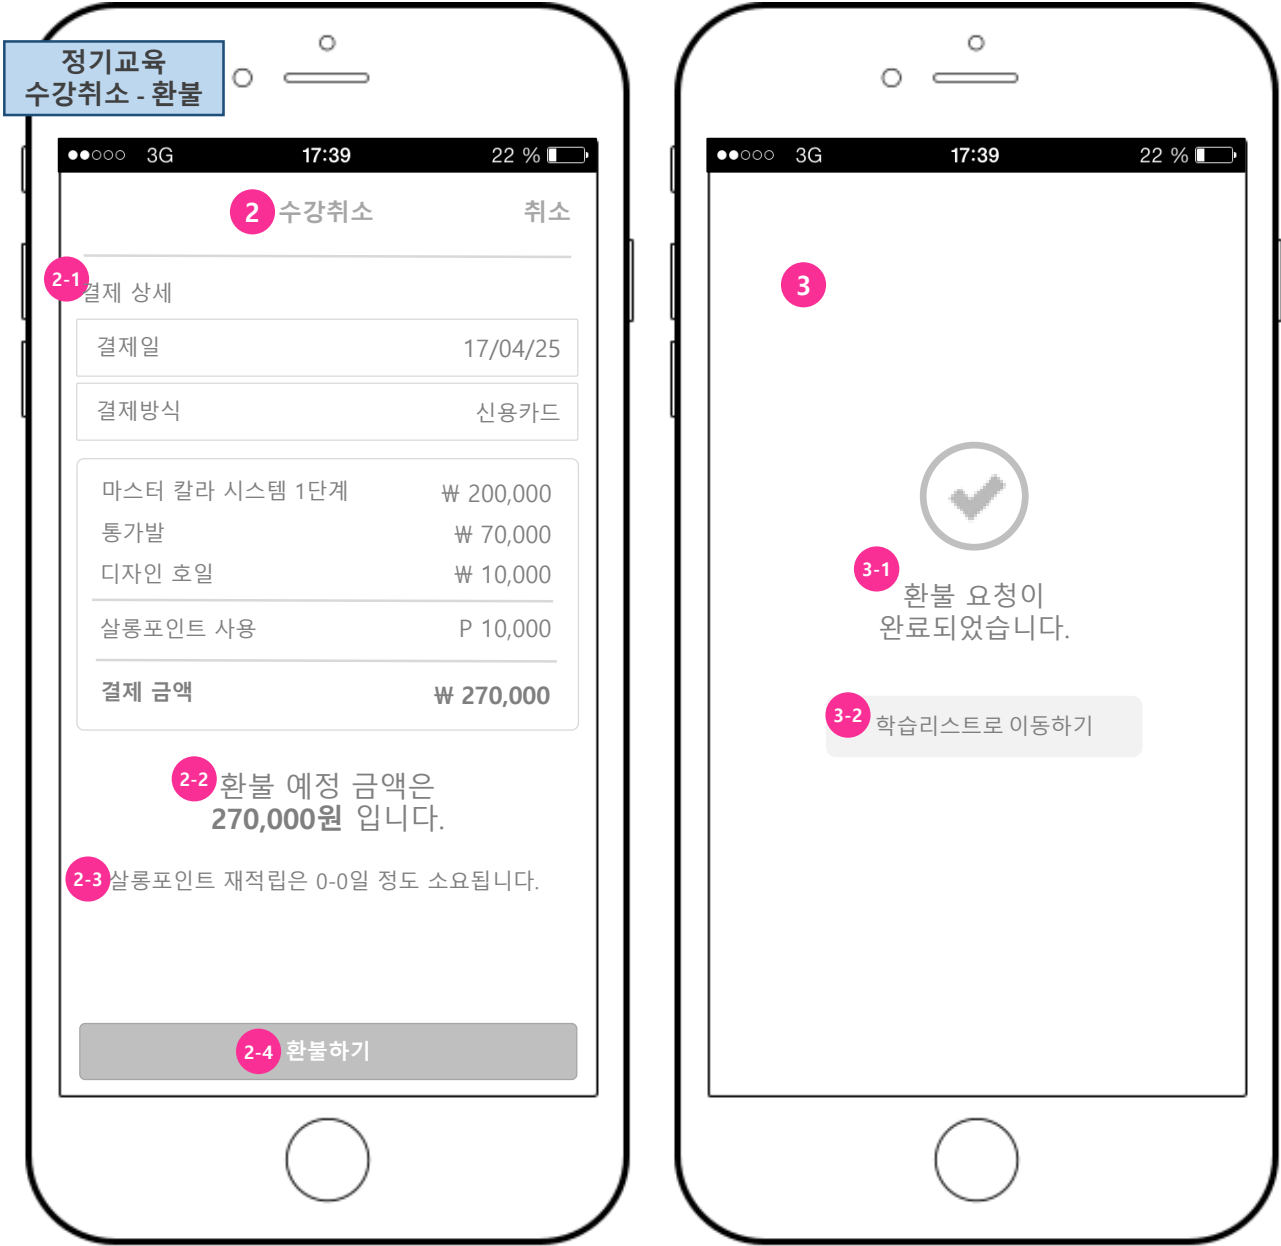 정기교육
수강취소 - 환불
3G 17:39 22 %
2 수강취소 취소
2-1 결제 상세
결제일 17/04/25
결제방식 신용카드
마스터 칼라 시스템 1단계 ₩ 200,000
통가발 ₩ 70,000
디자인 호일 ₩ 10,000
살롱포인트 사용 P 10,000
결제 금액 ₩ 270,000
2-2 환불 예정 금액은
270,000원 입니다.
2-3 살롱포인트 재적립은 0-0일 정도 소요됩니다.
2-4 환불하기
3G 17:39 22 %
3
3-1 환불 요청이
완료되었습니다.
3-2 학습리스트로 이동하기